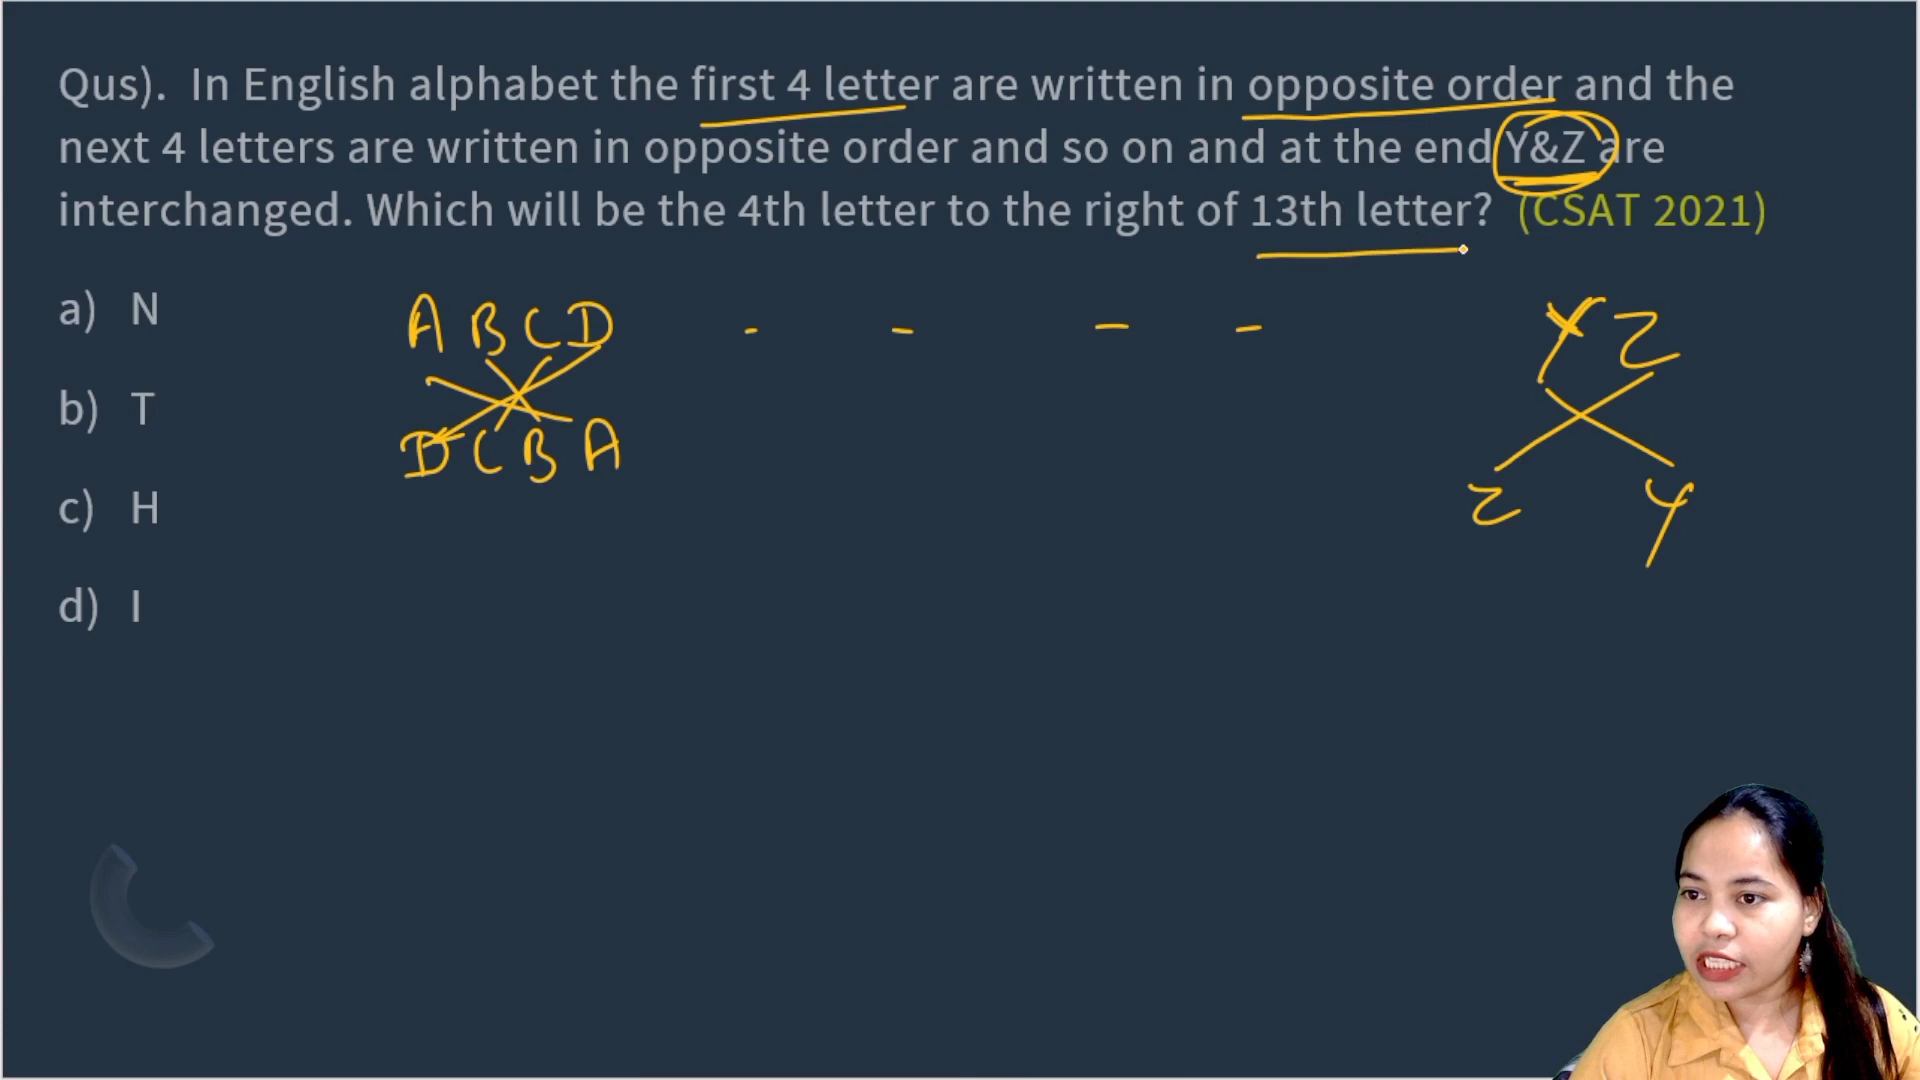 Qus). In English alphabet the first 4 letter are written in opposite order and the
next 4 letters are written in opposite order and so on and at the end Y&Z are
interchanged. Which will be the 4th letter to the right of 13th letter? (CSAT 2021)
a) N
b) T
c) H
d) I
A B C D - - - - Y Z
D C B A
Z Y